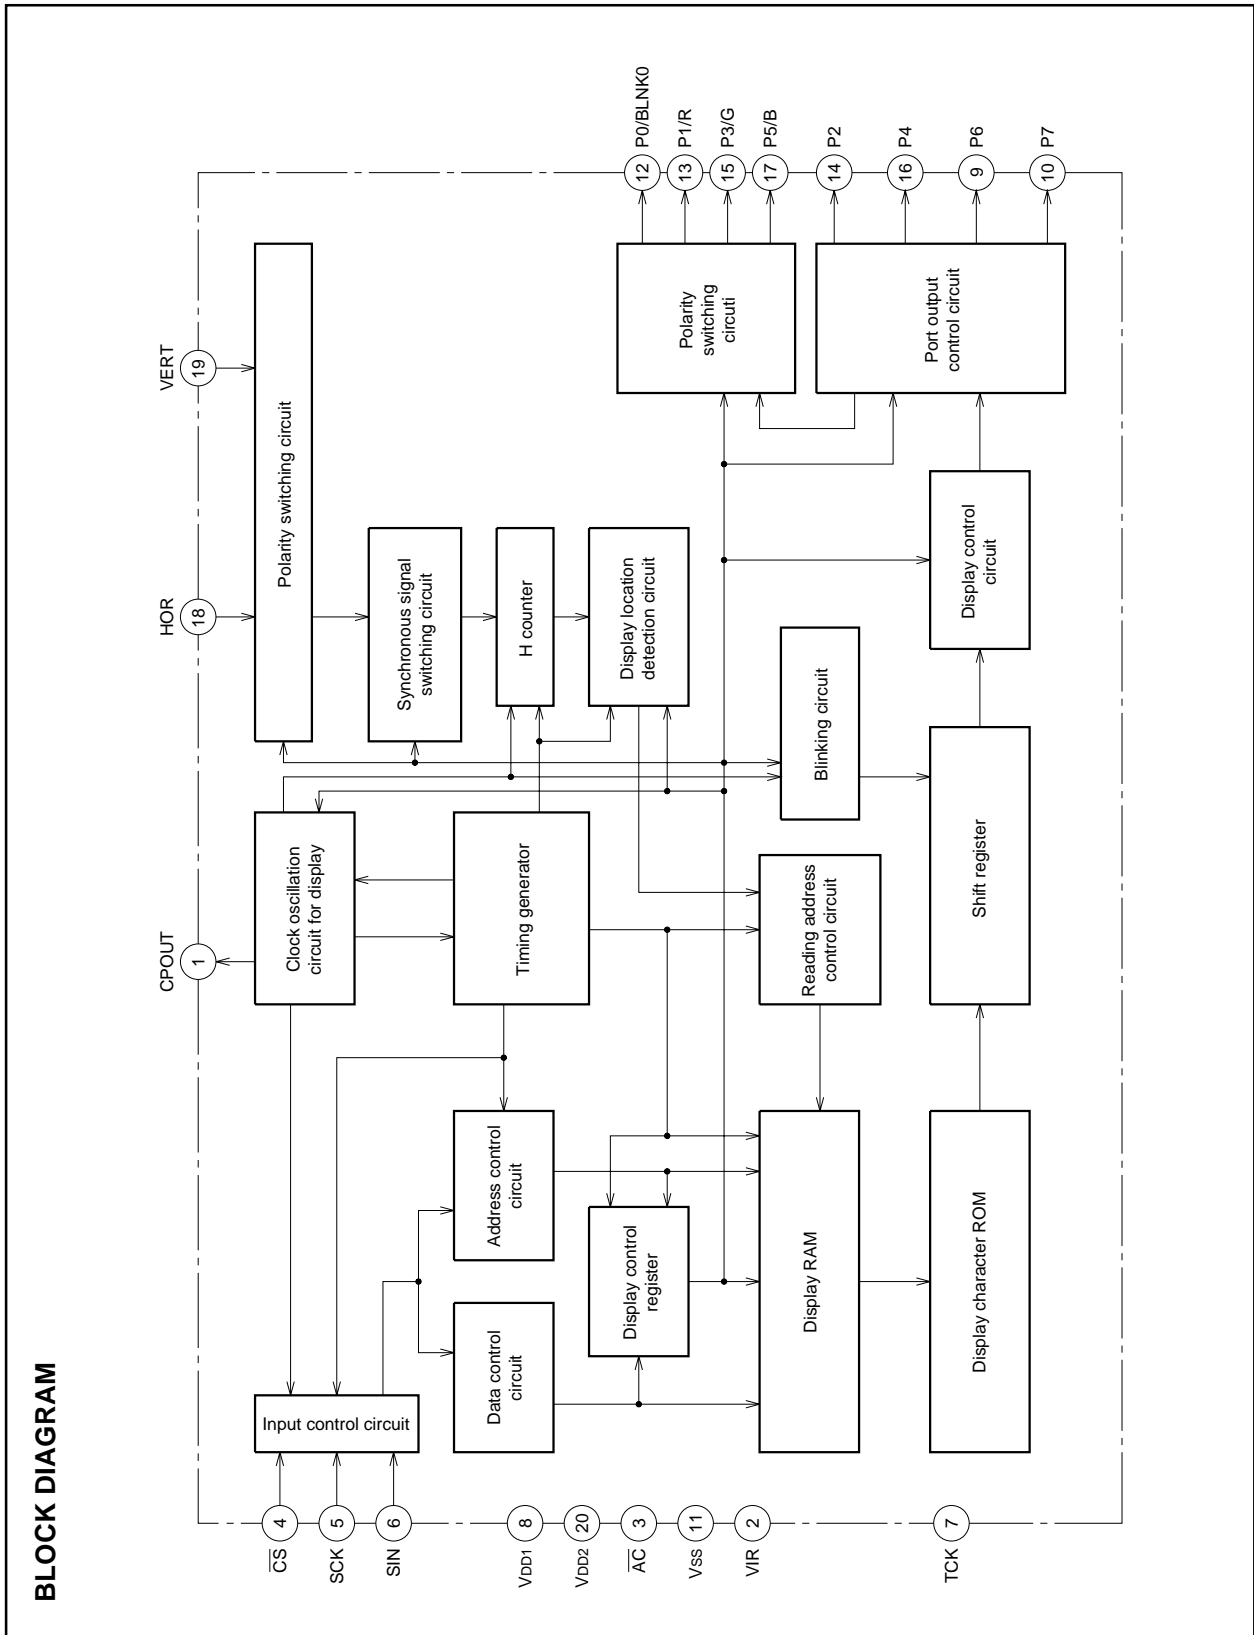 BLOCK DIAGRAM
CPOUT
1
HOR
18
VERT
19
CS
4
SCK
5
SIN
6
VDD1
8
VDD2
20
AC
3
VSS
11
VIR
2
TCK
7
Input control circuit
Clock oscillation
circuit for display
Polarity switching circuit
Data control
circuit
Address control
circuit
Timing generator
Synchronous signal
switching circuit
H counter
Display control
register
Display location
detection circuit
Display RAM
Reading address
control circuit
Blinking circuit
Display character ROM
Shift register
Display control
circuit
Polarity
switching
circuti
Port output
control circuit
12 P0/BLNK0
13 P1/R
15 P3/G
17 P5/B
14 P2
16 P4
9 P6
10 P7